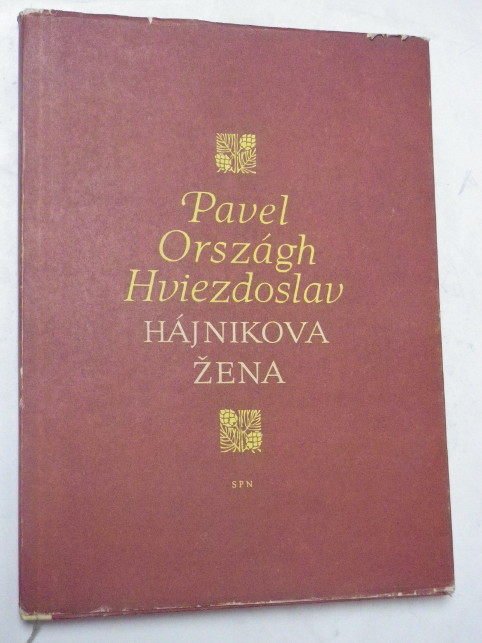 Pavel
Országh
Hviezdoslav
HÁJNIKOVA
ŽENA
SPN